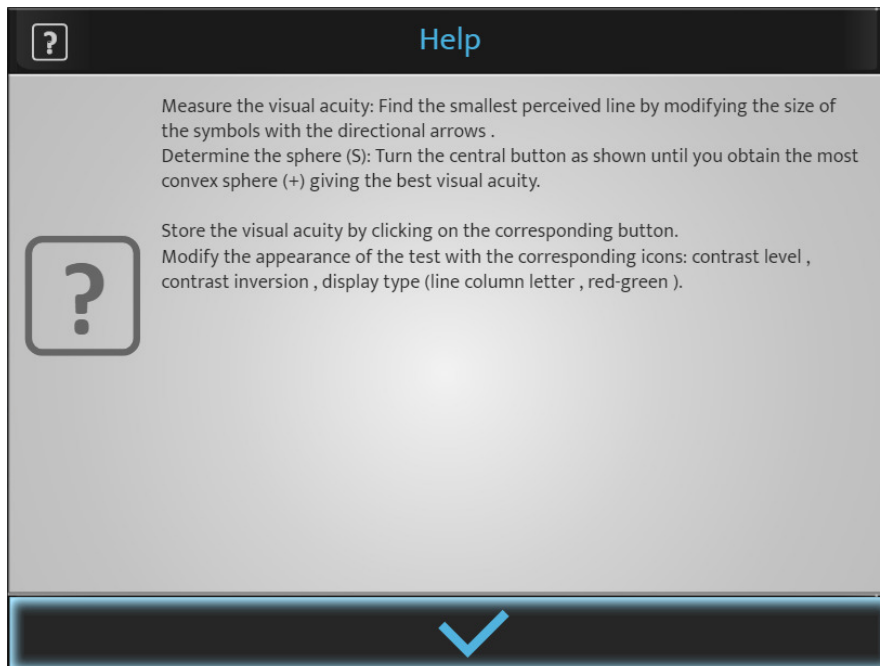 Help
Measure the visual acuity: Find the smallest perceived line by modifying the size of
the symbols with the directional arrows .
Determine the sphere (S): Turn the central button as shown until you obtain the most
convex sphere (+) giving the best visual acuity.
Store the visual acuity by clicking on the corresponding button.
Modify the appearance of the test with the corresponding icons: contrast level ,
contrast inversion , display type (line column letter , red-green ).